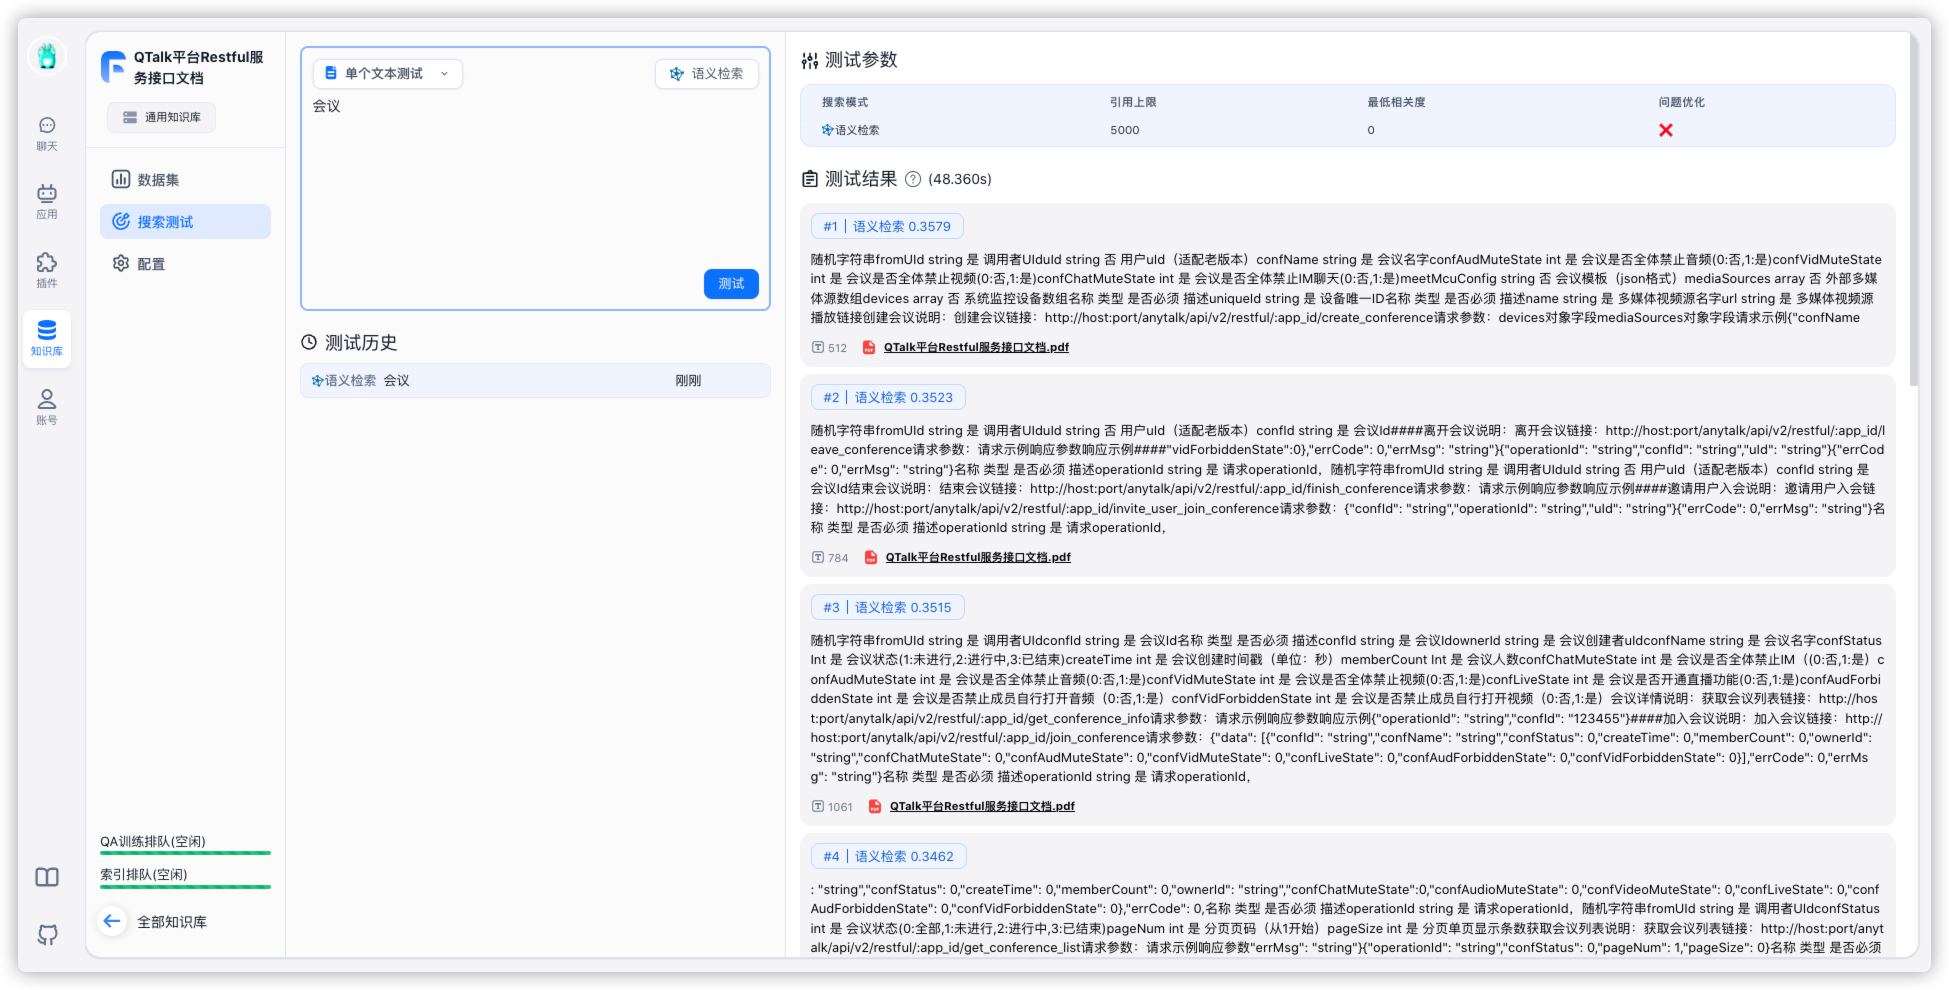 QTalk平台Restful服
务接口文档
通用知识库
聊天
应用
插件
知识库
账号
数据集
搜索测试
配置
QA训练排队(空闲)
索引排队(空闲)
全部知识库
单个文本测试
语义检索
会议
测试
测试历史
语义检索 会议 刚刚
测试参数
搜索模式 引用上限 最低相关度 问题优化
语义检索 5000 0
测试结果 (48.360s)
#1 | 语义检索 0.3579
随机字符串fromUId string 是 调用者UIduId string 否 用户uId（适配老版本）confName string 是 会议名字confAudMuteState int 是 会议是否全体禁止音频(0:否,1:是)confVidMuteState
int 是 会议是否全体禁止视频(0:否,1:是)confChatMuteState int 是 会议是否全体禁止IM聊天(0:否,1:是)meetMcuConfig string 否 会议模板（json格式）mediaSources array 否 外部多媒
体源数组devices array 否 系统监控设备数组名称 类型 是否必须 描述uniqueId string 是 设备唯一ID名称 类型 是否必须 描述name string 是 多媒体视频源名字url string 是 多媒体视频源
播放链接创建会议说明：创建会议链接：http://host:port/anytalk/api/v2/restful/:app_id/create_conference请求参数：devices对象字段mediaSources对象字段请求示例{"confName
512 QTalk平台Restful服务接口文档.pdf
#2 | 语义检索 0.3523
随机字符串fromUId string 是 调用者UIduId string 否 用户uId（适配老版本）confId string 是 会议Id####离开会议说明：离开会议链接：http://host:port/anytalk/api/v2/restful/:app_id/l
eave_conference请求参数：请求示例响应参数响应示例####"vidForbiddenState":0},"errCode": 0,"errMsg": "string"}{"operationId": "string","confId": "string","uId": "string"}{"errCod
e": 0,"errMsg": "string"}名称 类型 是否必须 描述operationId string 是 请求operationId，随机字符串fromUId string 是 调用者UIduId string 否 用户uId（适配老版本）confId string 是
会议Id结束会议说明：结束会议链接：http://host:port/anytalk/api/v2/restful/:app_id/finish_conference请求参数：请求示例响应参数响应示例####邀请用户入会说明：邀请用户入会链
接：http://host:port/anytalk/api/v2/restful/:app_id/invite_user_join_conference请求参数：{"confId": "string","operationId": "string","uId": "string"}{"errCode": 0,"errMsg": "string"}名
称 类型 是否必须 描述operationId string 是 请求operationId，
784 QTalk平台Restful服务接口文档.pdf
#3 | 语义检索 0.3515
随机字符串fromUId string 是 调用者UIdconfId string 是 会议Id名称 类型 是否必须 描述confId string 是 会议IdownerId string 是 会议创建者uIdconfName string 是 会议名字confStatus
Int 是 会议状态(1:未进行,2:进行中,3:已结束)createTime int 是 会议创建时间戳（单位：秒）memberCount Int 是 会议人数confChatMuteState int 是 会议是否全体禁止IM（(0:否,1:是）c
onfAudMuteState int 是 会议是否全体禁止音频(0:否,1:是)confVidMuteState int 是 会议是否全体禁止视频(0:否,1:是)confLiveState int 是 会议是否开通直播功能(0:否,1:是)confAudForbi
ddenState int 是 会议是否禁止成员自行打开音频（0:否,1:是）confVidForbiddenState int 是 会议是否禁止成员自行打开视频（0:否,1:是）会议详情说明：获取会议列表链接：http://hos
t:port/anytalk/api/v2/restful/:app_id/get_conference_info请求参数：请求示例响应参数响应示例{"operationId": "string","confId": "123455"}####加入会议说明：加入会议链接：http://
host:port/anytalk/api/v2/restful/:app_id/join_conference请求参数：{"data": [{"confId": "string","confName": "string","confStatus": 0,"createTime": 0,"memberCount": 0,"ownerId":
"string","confChatMuteState": 0,"confAudMuteState": 0,"confVidMuteState": 0,"confLiveState": 0,"confAudForbiddenState": 0,"confVidForbiddenState": 0}],"errCode": 0,"errMs
g": "string"}名称 类型 是否必须 描述operationId string 是 请求operationId，
1061 QTalk平台Restful服务接口文档.pdf
#4 | 语义检索 0.3462
: "string","confStatus": 0,"createTime": 0,"memberCount": 0,"ownerId": "string","confChatMuteState":0,"confAudioMuteState": 0,"confVideoMuteState": 0,"confLiveState": 0,"conf
AudForbiddenState": 0,"confVidForbiddenState": 0},"errCode": 0,名称 类型 是否必须 描述operationId string 是 请求operationId，随机字符串fromUId string 是 调用者UIdconfStatus
int 是 会议状态(0:全部,1:未进行,2:进行中,3:已结束)pageNum int 是 分页页码（从1开始）pageSize int 是 分页单页显示条数获取会议列表说明：获取会议列表链接：http://host:port/anyt
alk/api/v2/restful/:app_id/get_conference_list请求参数：请求示例响应参数"errMsg": "string"}{"operationId": "string","confStatus": 0,"pageNum": 1,"pageSize": 0}名称 类型 是否必须